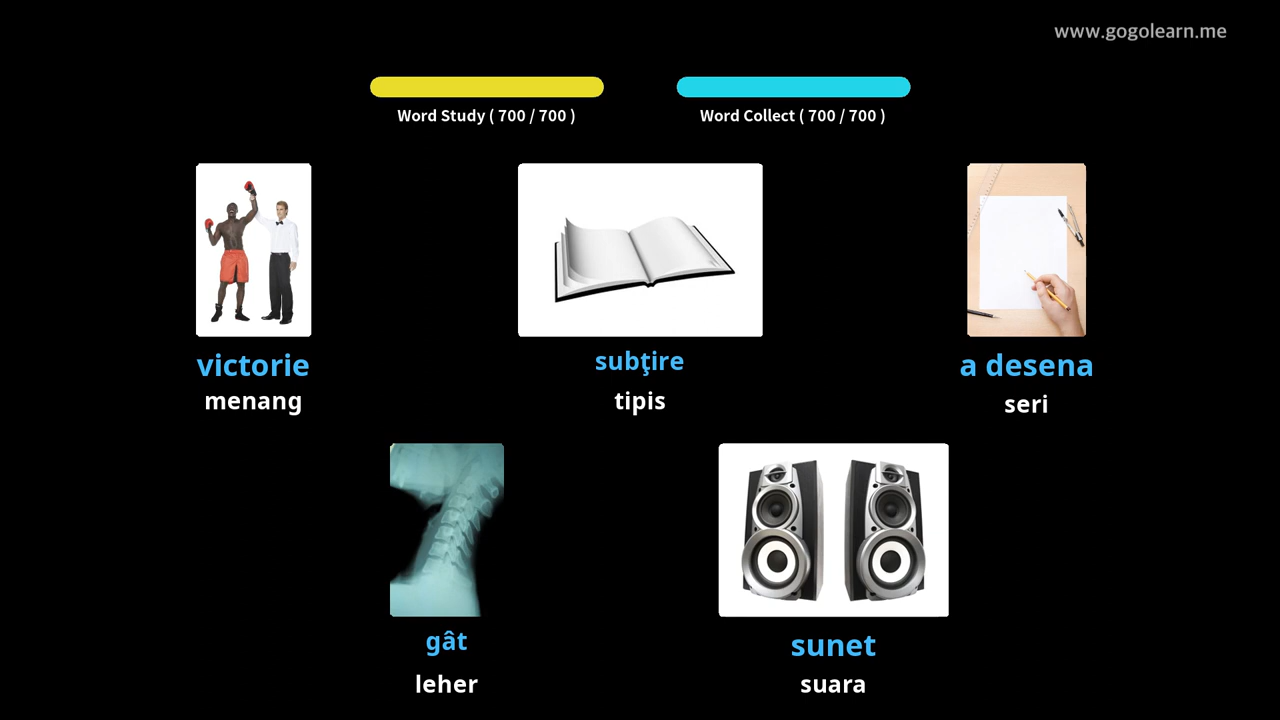 www.gogolearn.me
Word Study ( 700 / 700 )
Word Collect ( 700 / 700 )
victorie
menang
subţire
tipis
a desena
seri
gât
leher
sunet
suara